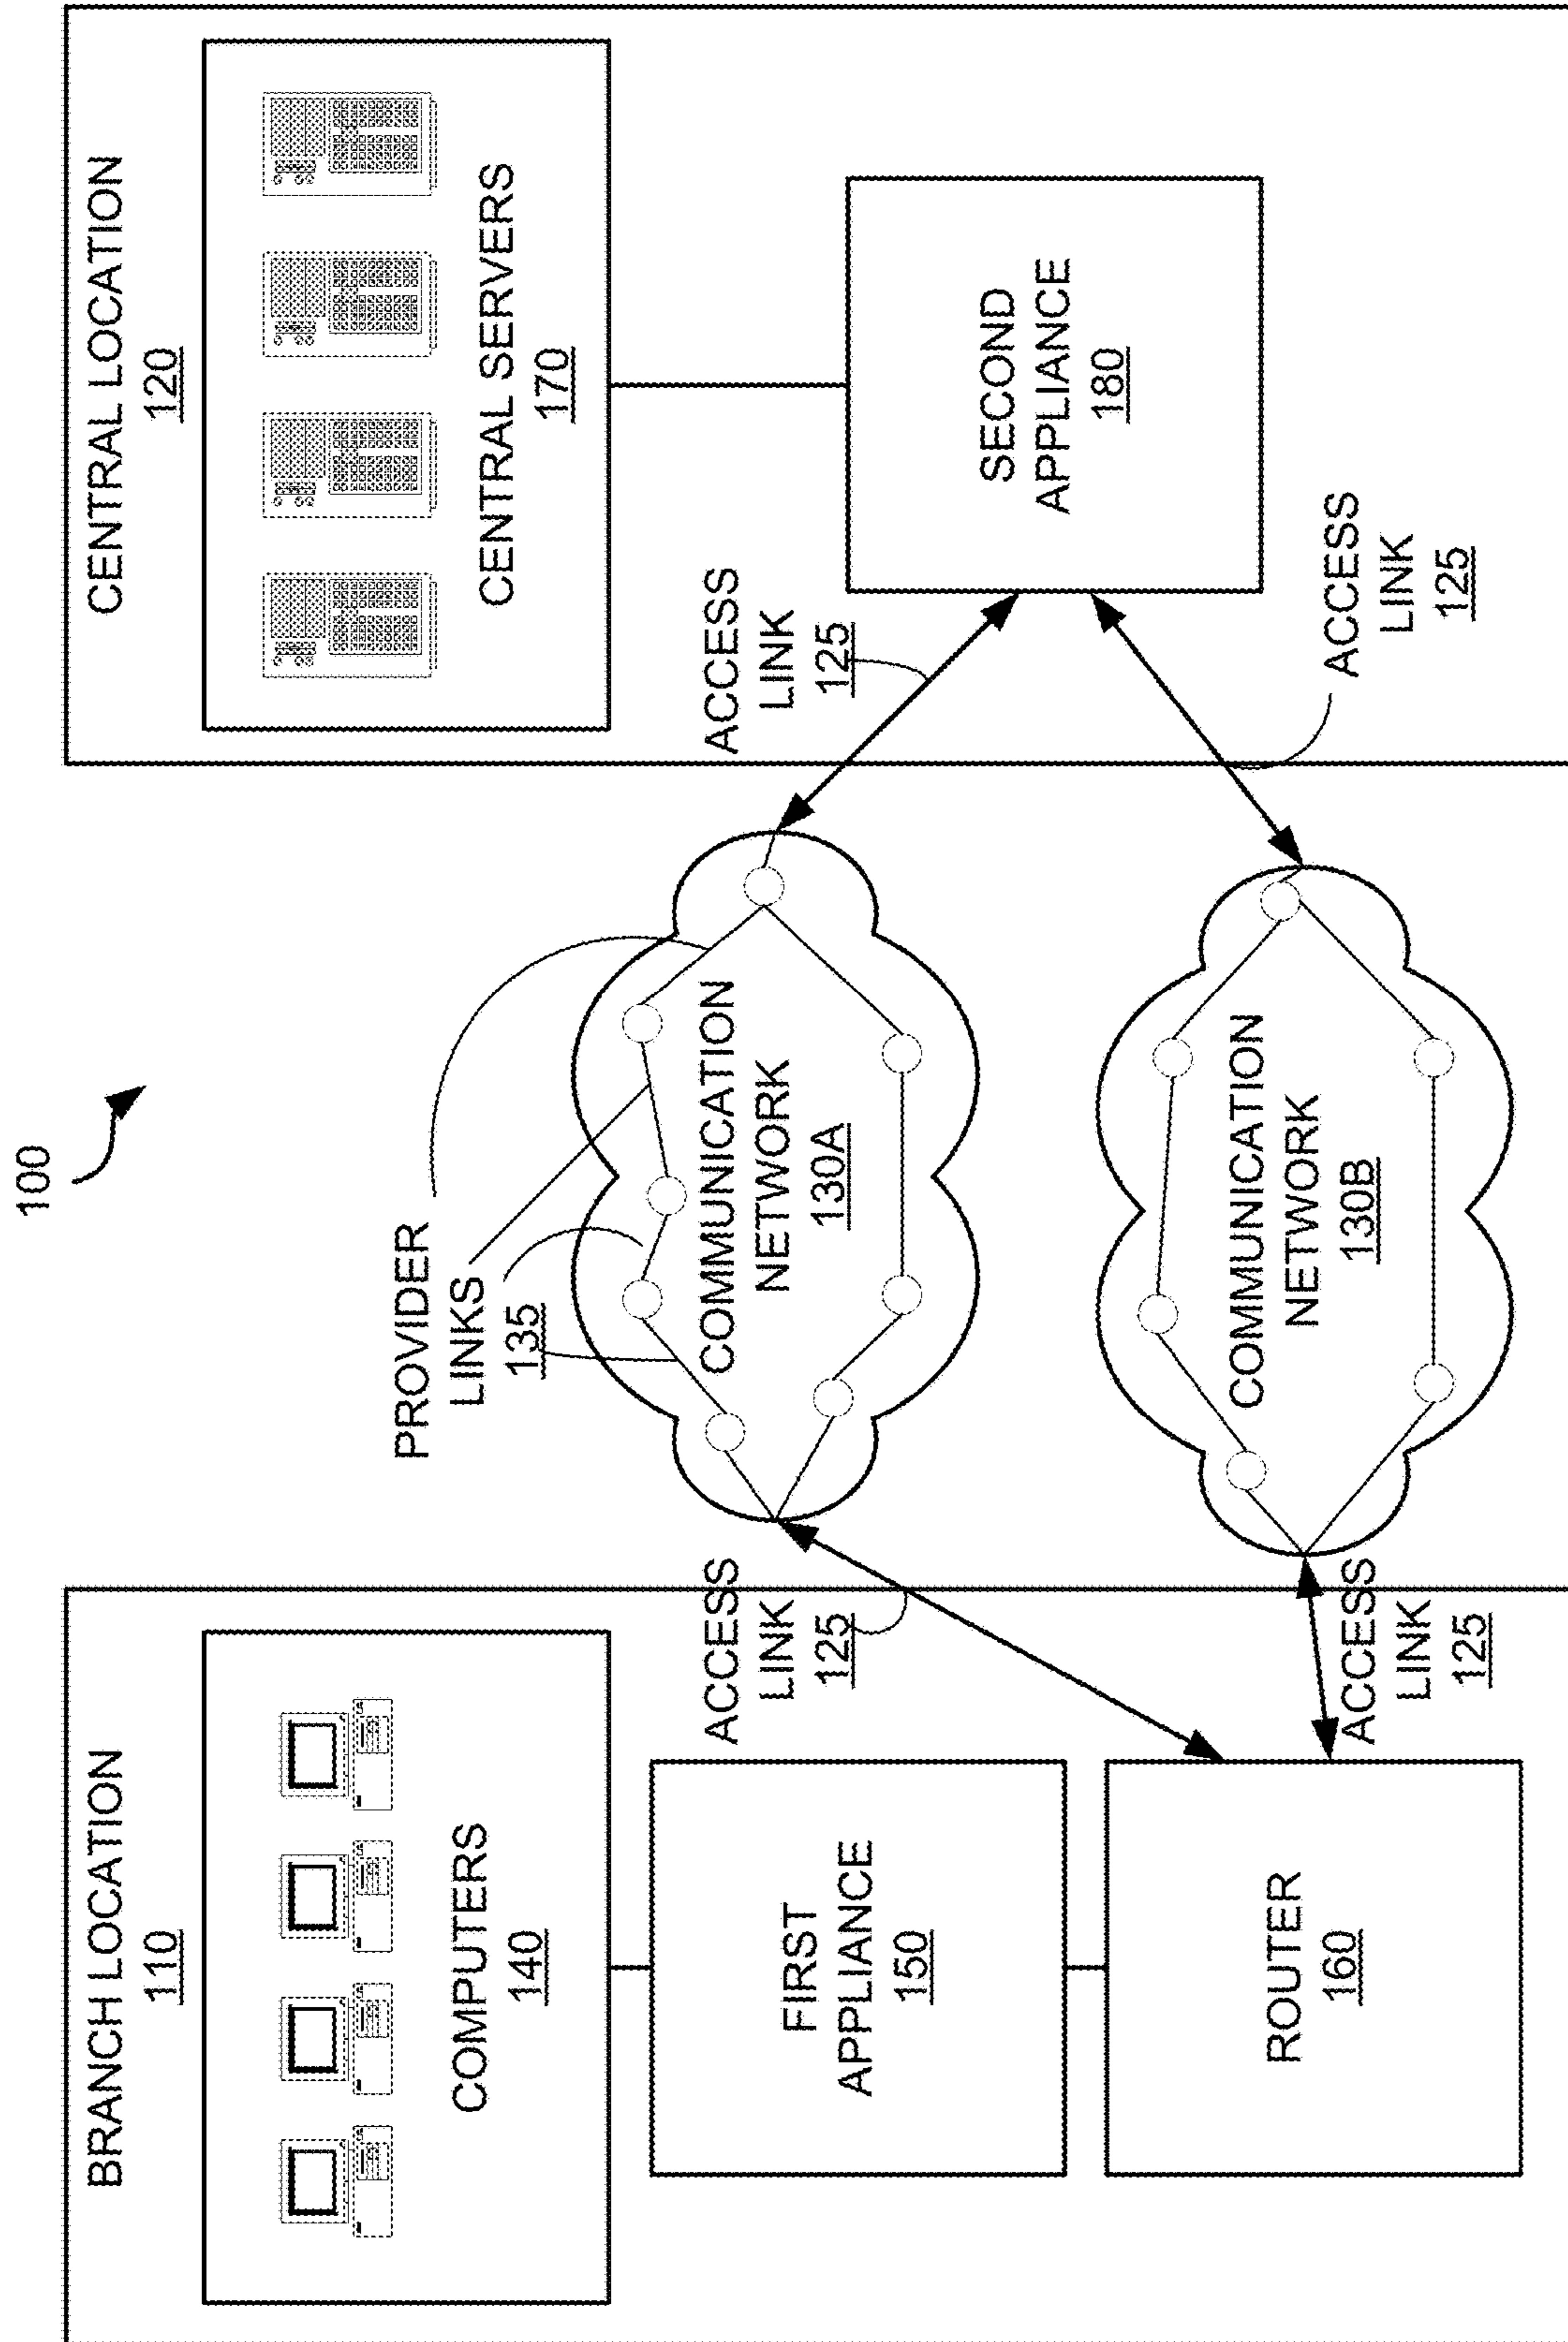 100
BRANCH LOCATION
110
COMPUTERS
140
FIRST
APPLIANCE
150
ROUTER
160
ACCESS
LINK
125
ACCESS
LINK
125
PROVIDER
LINKS
135
COMMUNICATION
NETWORK
130A
COMMUNICATION
NETWORK
130B
CENTRAL LOCATION
120
CENTRAL SERVERS
170
ACCESS
LINK
125
SECOND
APPLIANCE
180
ACCESS
LINK
125